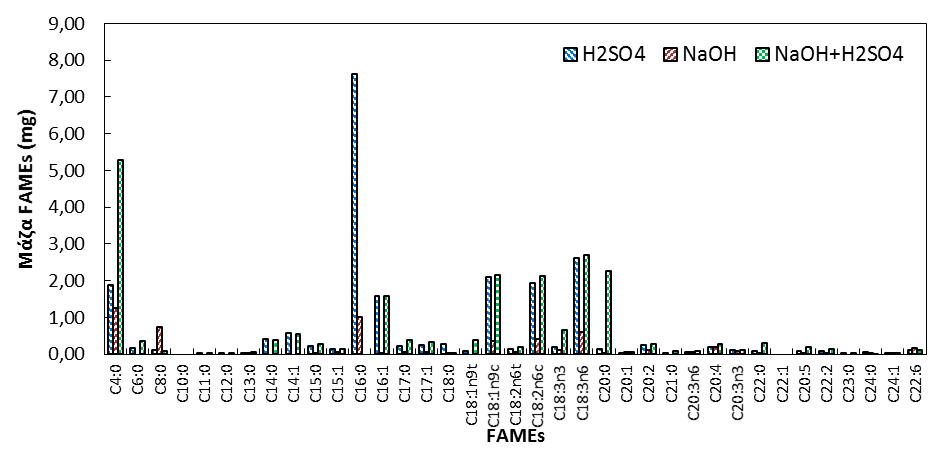 9,00
8,00
7,00
6,00
5,00
4,00
3,00
2,00
1,00
0,00
Μάζα FAMEs (mg)
H2SO4 NaOH NaOH+H2SO4
C4:0
C6:0
C8:0
C10:0
C11:0
C12:0
C13:0
C14:0
C14:1
C15:0
C15:1
C16:0
C16:1
C17:0
C17:1
C18:0
C18:1n9t
C18:1n9c
C18:2n6t
C18:2n6c
C18:3n3
C18:3n6
C20:0
C20:1
C20:2
C21:0
C20:3n6
C20:4
C20:3n3
C22:0
C22:1
C20:5
C22:2
C23:0
C24:0
C24:1
C22:6
FAMEs